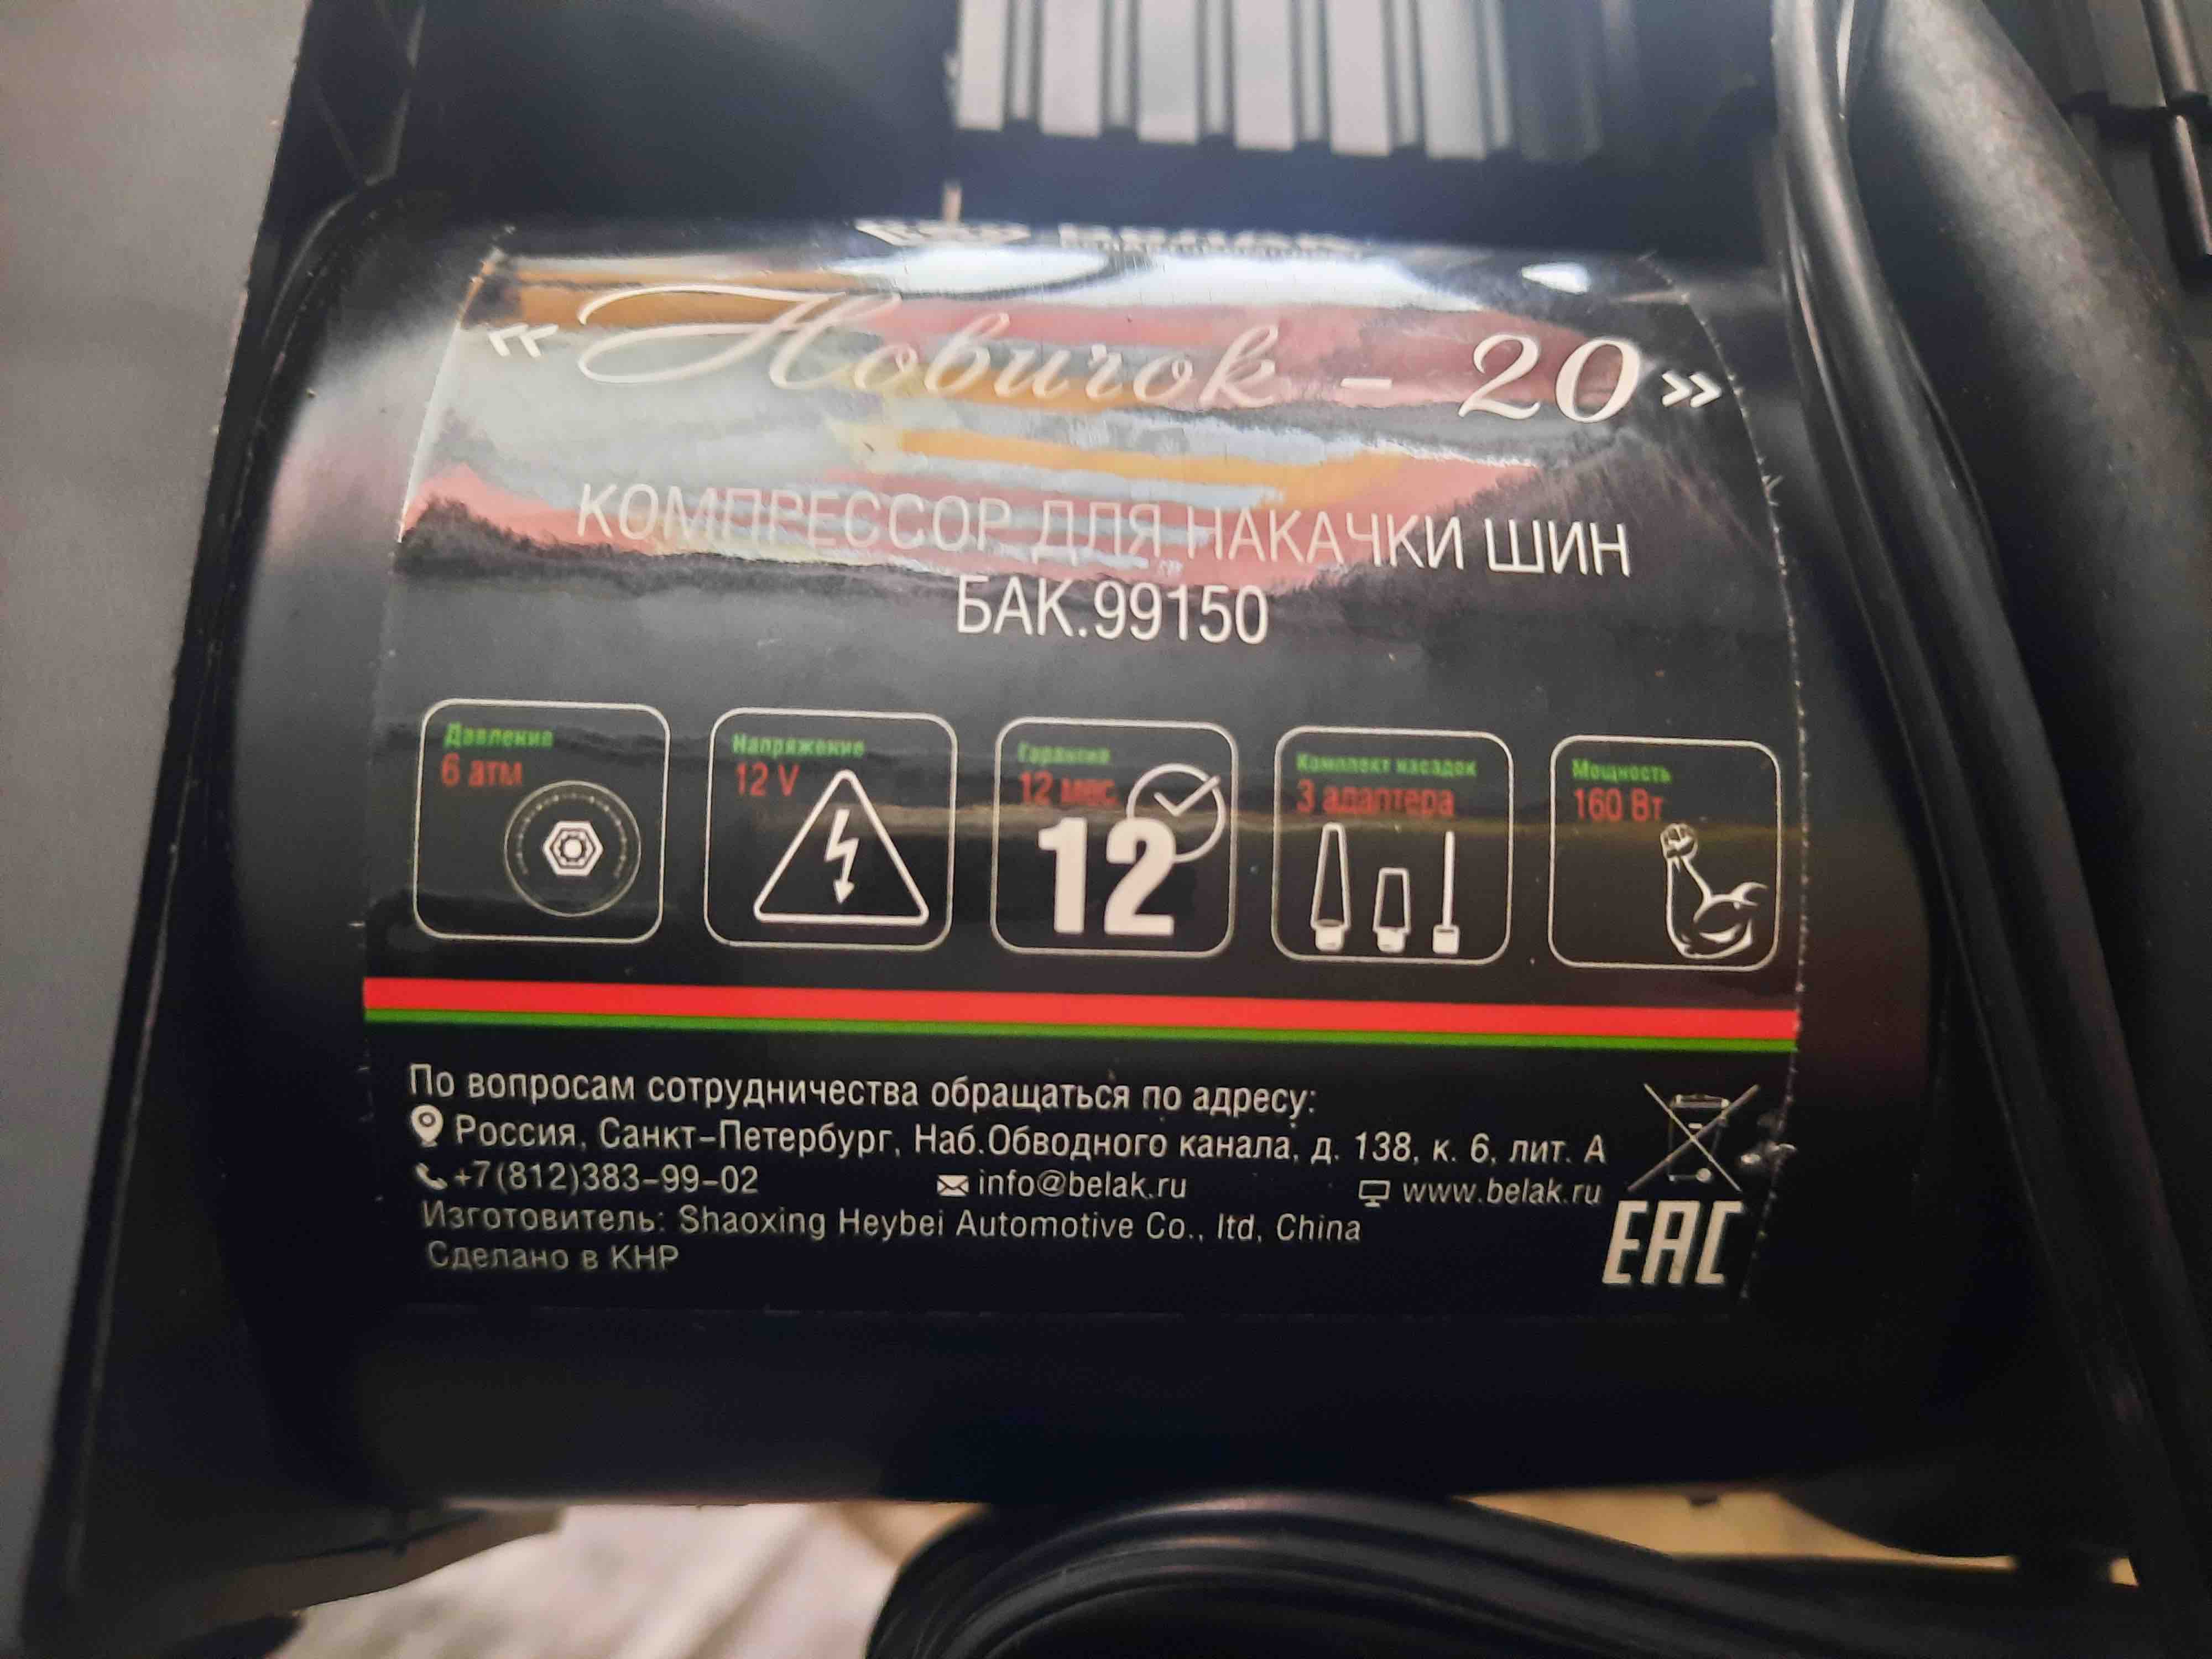 «Новичок - 20»
КОМПРЕССОР ДЛЯ НАКАЧКИ ШИН
БАК.99150
Давление Напряжение Гарантия Комплект насадок Мощность
6 атм 12 V 12 мес 3 адаптера 160 Вт
12
По вопросам сотрудничества обращаться по адресу:
Россия, Санкт-Петербург, Наб.Обводного канала, д. 138, к. 6, лит. А
+7(812)383-99-02 info@belak.ru www.belak.ru
Изготовитель: Shaoxing Heybei Automotive Co., ltd, China
Сделано в КНР
EAC